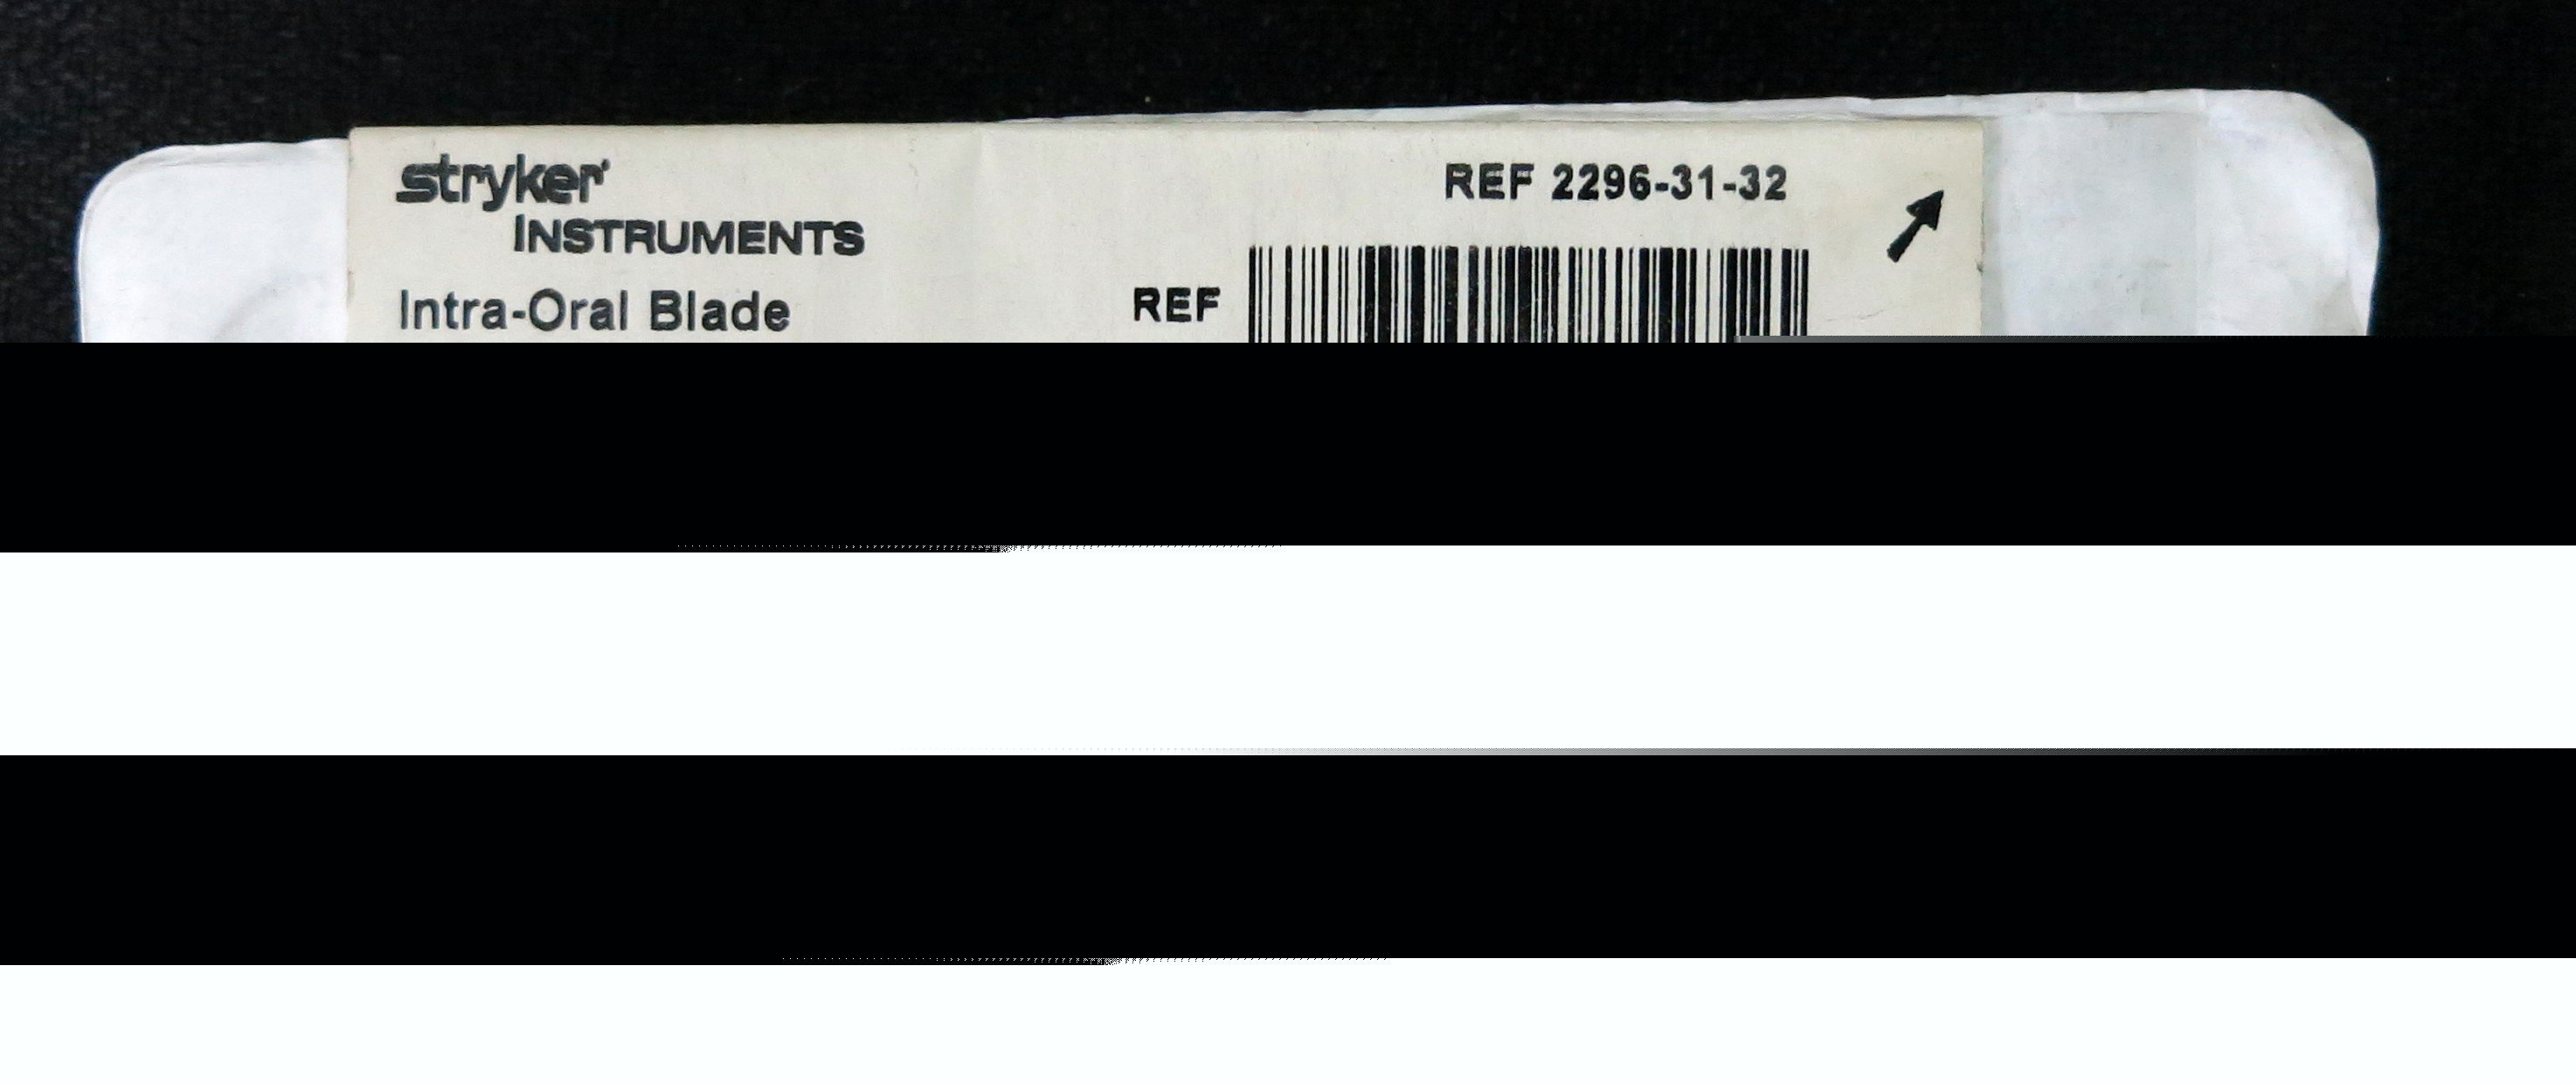 stryker
INSTRUMENTS
Intra-Oral Blade
REF 2296-31-32
REF